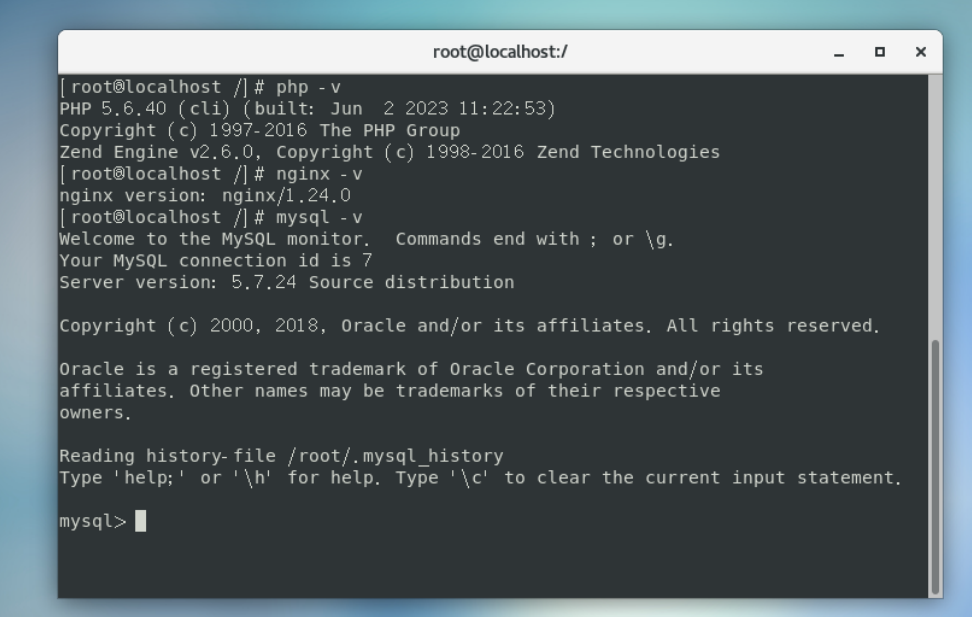 root@localhost:/
[root@localhost /]# php -v
PHP 5.6.40 (cli) (built: Jun  2 2023 11:22:53)
Copyright (c) 1997-2016 The PHP Group
Zend Engine v2.6.0, Copyright (c) 1998-2016 Zend Technologies
[root@localhost /]# nginx -v
nginx version: nginx/1.24.0
[root@localhost /]# mysql -v
Welcome to the MySQL monitor.  Commands end with ; or \g.
Your MySQL connection id is 7
Server version: 5.7.24 Source distribution

Copyright (c) 2000, 2018, Oracle and/or its affiliates. All rights reserved.

Oracle is a registered trademark of Oracle Corporation and/or its
affiliates. Other names may be trademarks of their respective
owners.

Reading history-file /root/.mysql_history
Type 'help;' or '\h' for help. Type '\c' to clear the current input statement.

mysql>